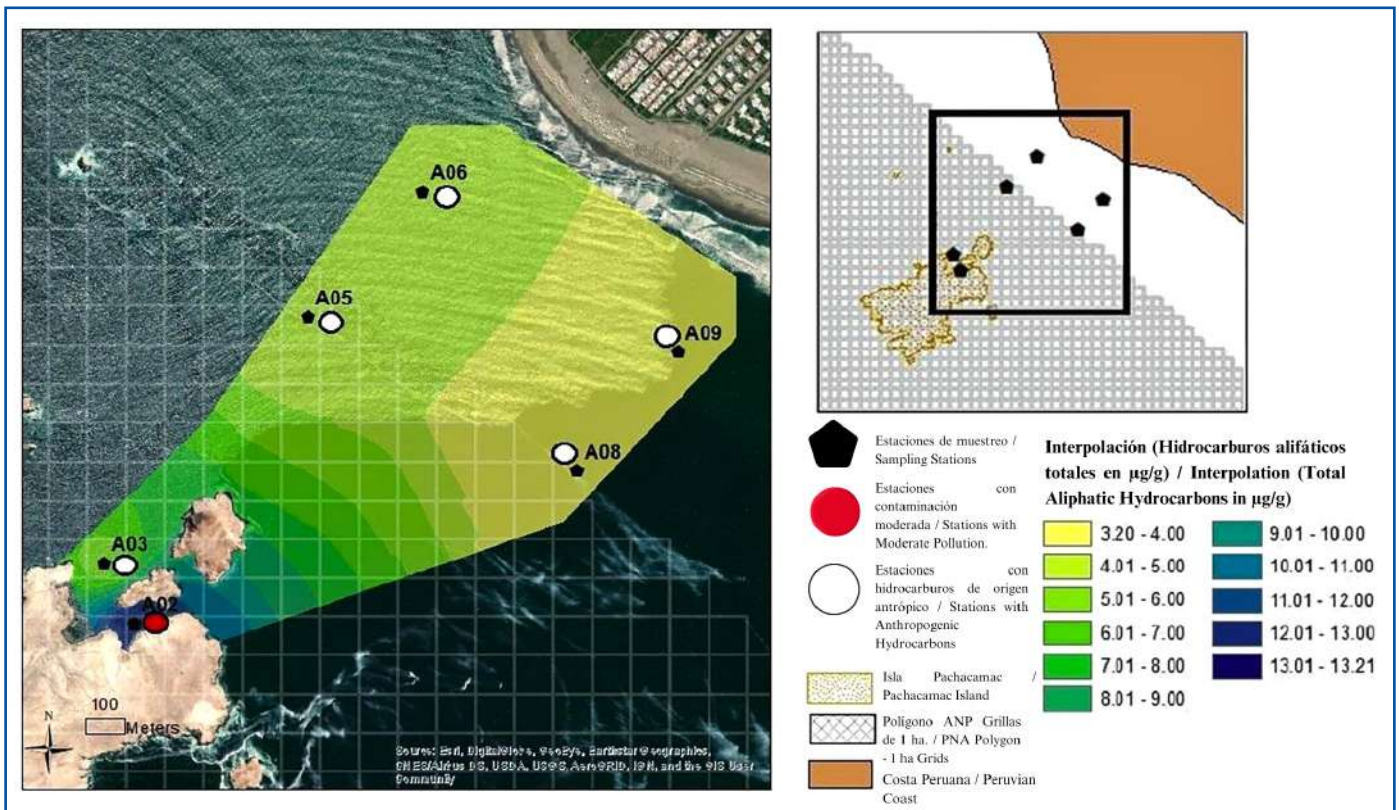 A06
A05
A09
A08
A03
A02
100
Meters
N
Source: Esri, DigitalGlobe, GeoEye, Earthstar Geographics,
CNES/Airbus DS, USDA, USGS, AeroGRID, IGN, and the GIS User
Community
Estaciones de muestreo /
Sampling Stations
Estaciones con
contaminación
moderada / Stations with
Moderate Pollution.
Estaciones con
hidrocarburos de origen
antrópico / Stations with
Anthropogenic
Hydrocarbons
Isla Pachacamac /
Pachacamac Island
Polígono ANP Grillas
de 1 ha. / PNA Polygon
- 1 ha Grids
Costa Peruana / Peruvian
Coast
Interpolación (Hidrocarburos alifáticos
totales en µg/g) / Interpolation (Total
Aliphatic Hydrocarbons in µg/g)
3.20 - 4.00
4.01 - 5.00
5.01 - 6.00
6.01 - 7.00
7.01 - 8.00
8.01 - 9.00
9.01 - 10.00
10.01 - 11.00
11.01 - 12.00
12.01 - 13.00
13.01 - 13.21